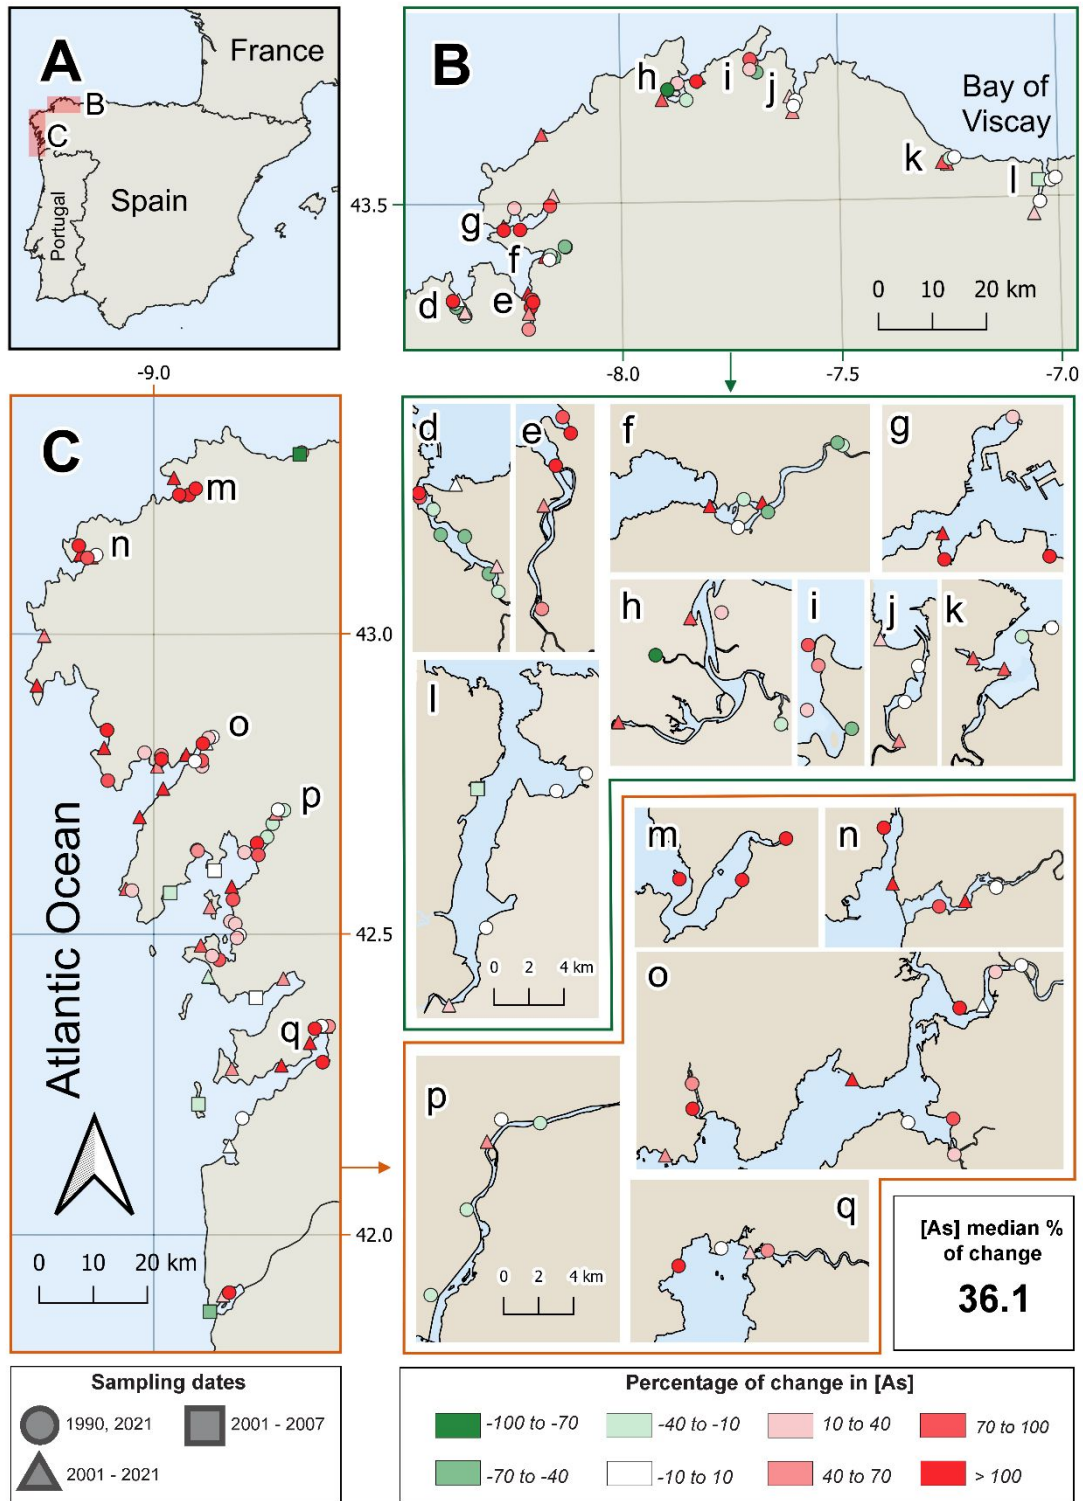 A
France
B
C
Spain
Portugal
B
h
i
j
Bay of
Viscay
k
l
43.5
g
f
d
e
0 10 20 km
-8.0
-7.5
-7.0
-9.0
C
m
n
43.0
o
p
42.5
q
Atlantic Ocean
42.0
0 10 20 km
d
e
f
g
h
i
j
k
l
0 2 4 km
m
n
o
p
0 2 4 km
q
[As] median %
of change
36.1
Sampling dates
1990, 2021
2001 - 2007
2001 - 2021
Percentage of change in [As]
-100 to -70
-40 to -10
10 to 40
70 to 100
-70 to -40
-10 to 10
40 to 70
> 100